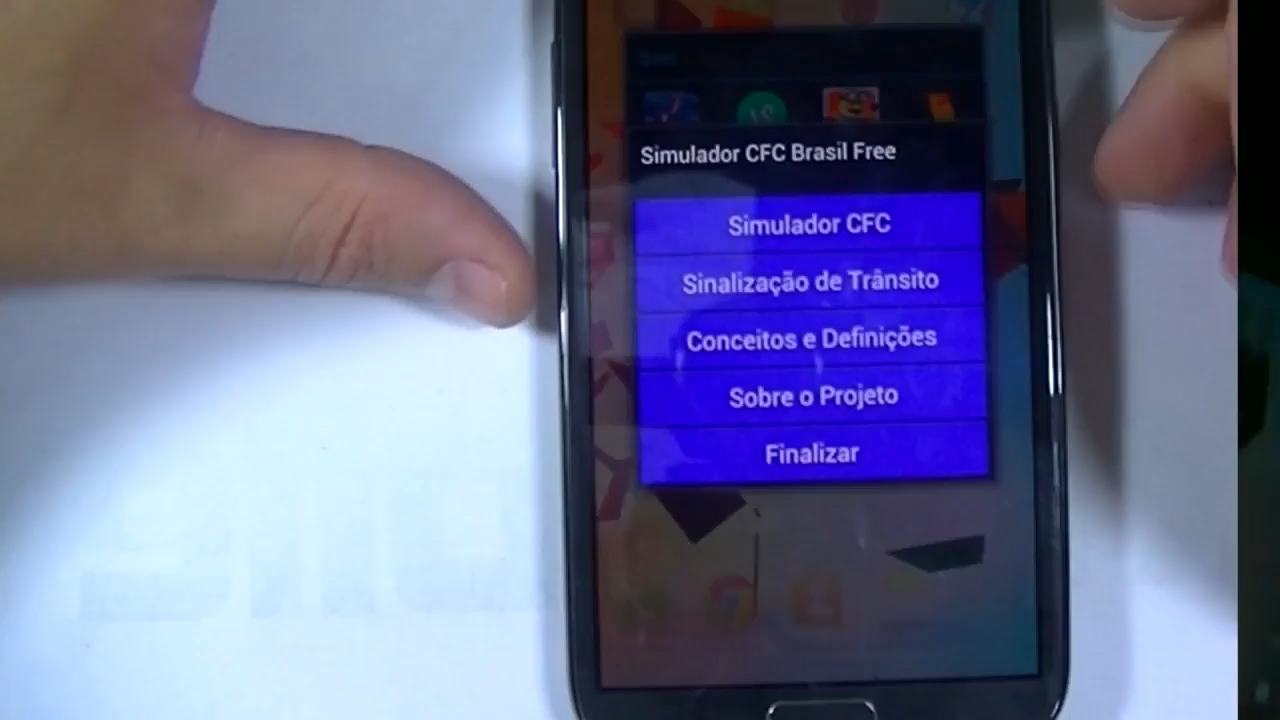 Simulador CFC Brasil Free
Simulador CFC
Sinalização de Trânsito
Conceitos e Definições
Sobre o Projeto
Finalizar